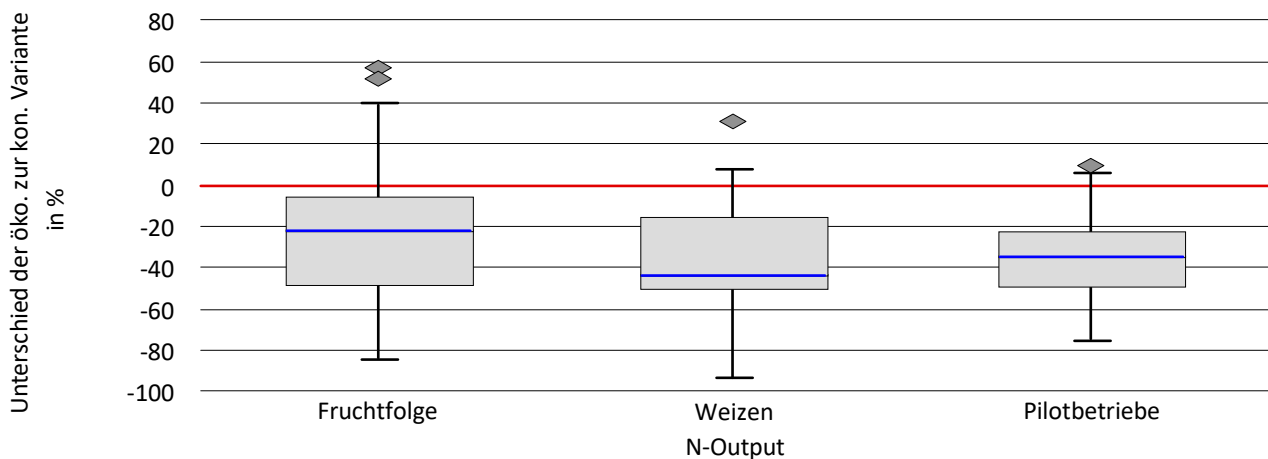 Unterschied der öko. zur kon. Variante
in %
80
60
40
20
0
-20
-40
-60
-80
-100
Fruchtfolge
Weizen
Pilotbetriebe
N-Output